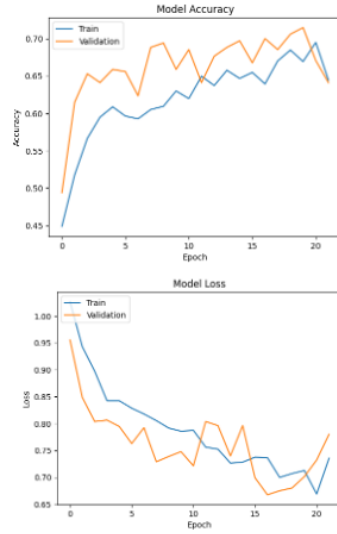 Model Accuracy
Train
Validation
0.70
0.65
0.60
0.55
0.50
0.45
Accuracy
0 5 10 15 20
Epoch
Model Loss
Train
Validation
1.00
0.95
0.90
0.85
0.80
0.75
0.70
0.65
Loss
0 5 10 15 20
Epoch